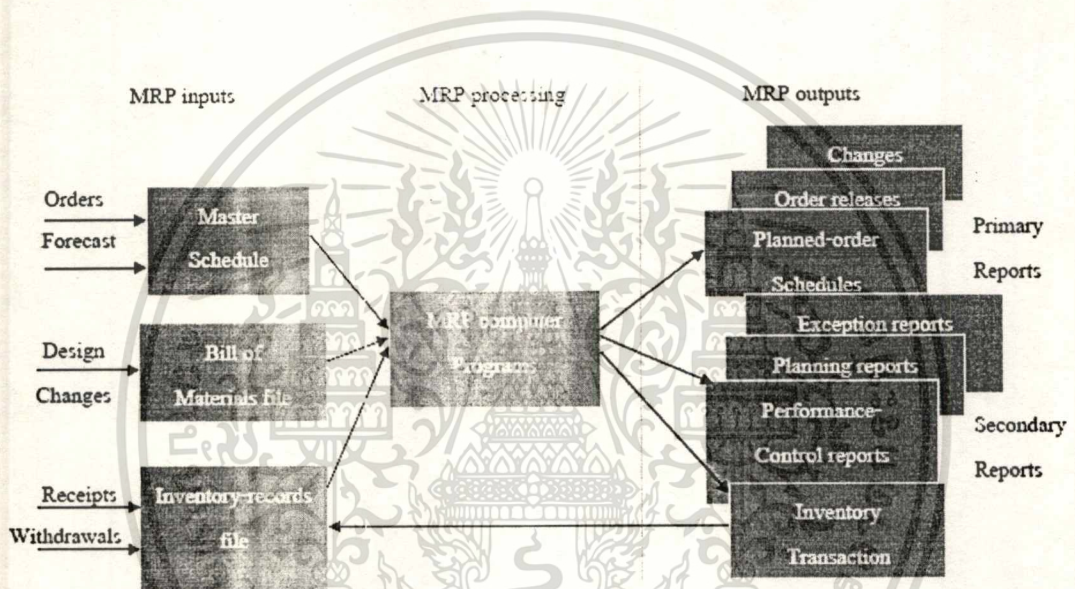 MRP inputs
MRP processing
MRP outputs
Orders
Forecast
Master
Schedule
Design
Changes
Bill of
Materials file
Receipts
Withdrawals
Inventory-records
file
MRP computer
Programs
Changes
Order releases
Planned-order
Schedules
Primary
Reports
Exception reports
Planning reports
Performance-
Control reports
Secondary
Reports
Inventory
Transaction